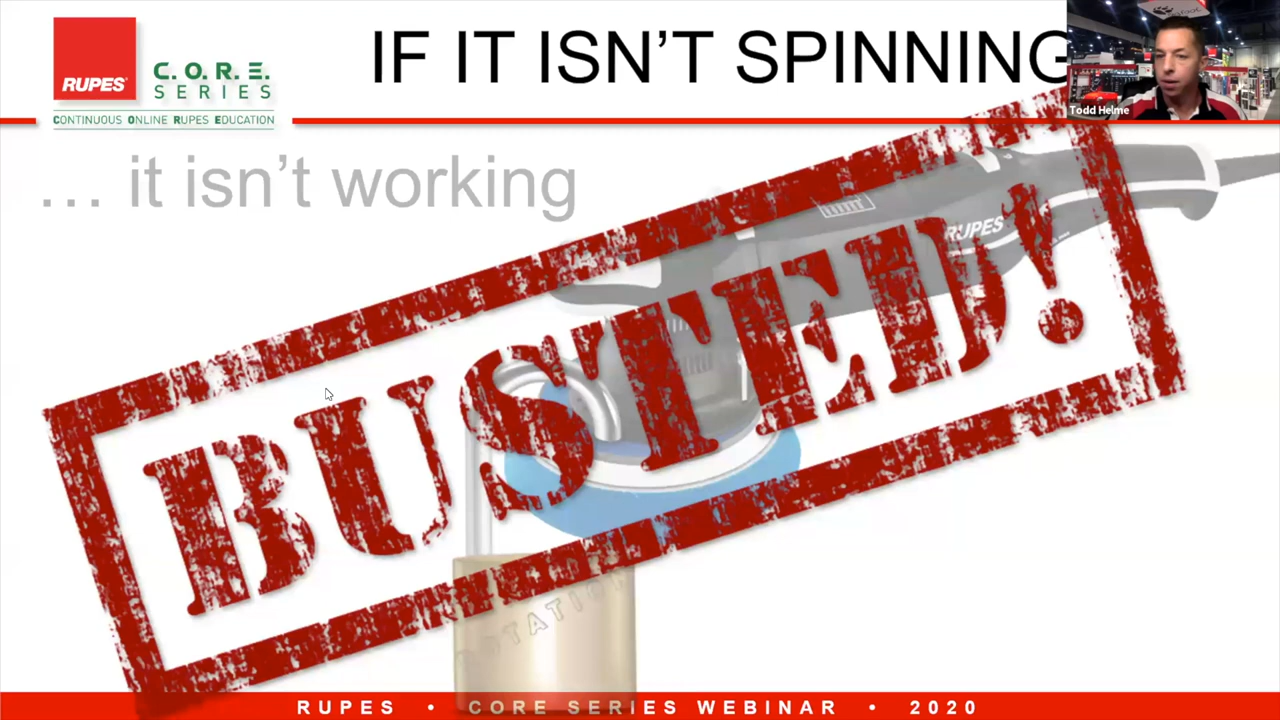 IF IT ISN'T SPINNING
RUPES
C.O.R.E.
SERIES
CONTINUOUS ONLINE RUPES EDUCATION
Todd Helme
… it isn't working
RUPES
BUSTED!
ROTATION
RUPES • CORE SERIES WEBINAR • 2020